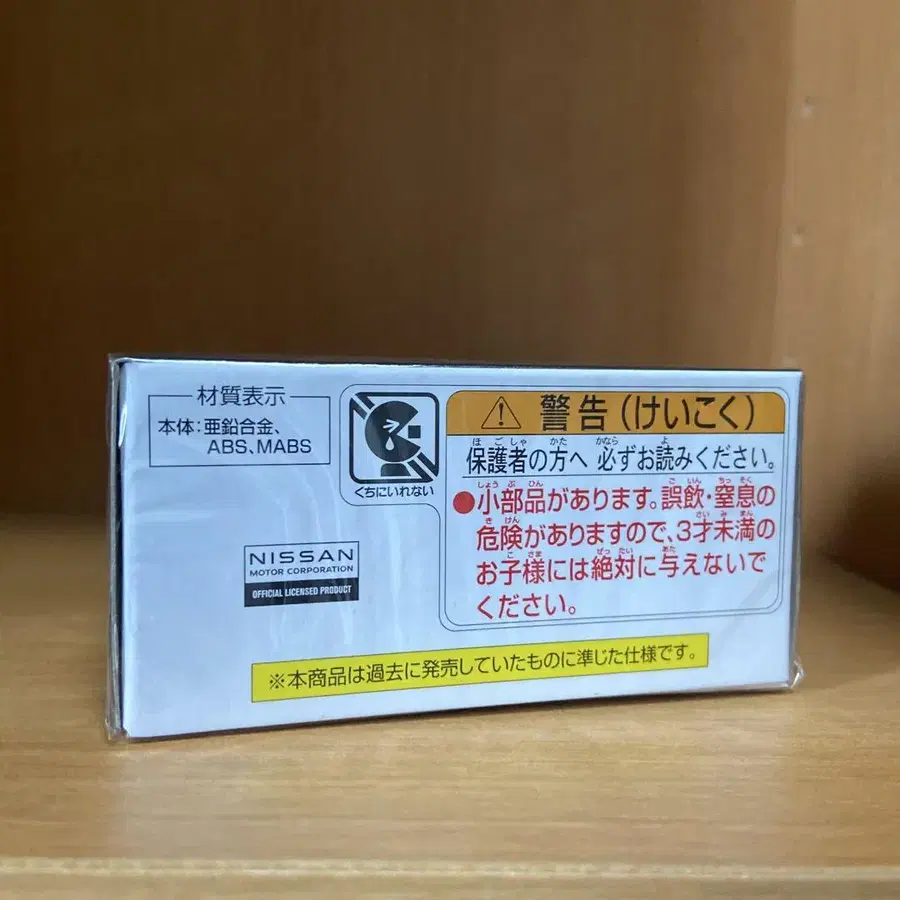 材質表示
本体：亜鉛合金、
ABS、MABS
くちにいれない
警告（けいこく）
ほごしゃ かた かなら よ
保護者の方へ 必ずお読みください。
しょうぶひん ごいん ちっそく
●小部品があります。誤飲・窒息の
きけん さいみまん
危険がありますので、3才未満の
こさま ぜったい あた
お子様には絶対に与えないで
ください。
NISSAN
MOTOR CORPORATION
OFFICIAL LICENSED PRODUCT
※本商品は過去に発売していたものに準じた仕様です。